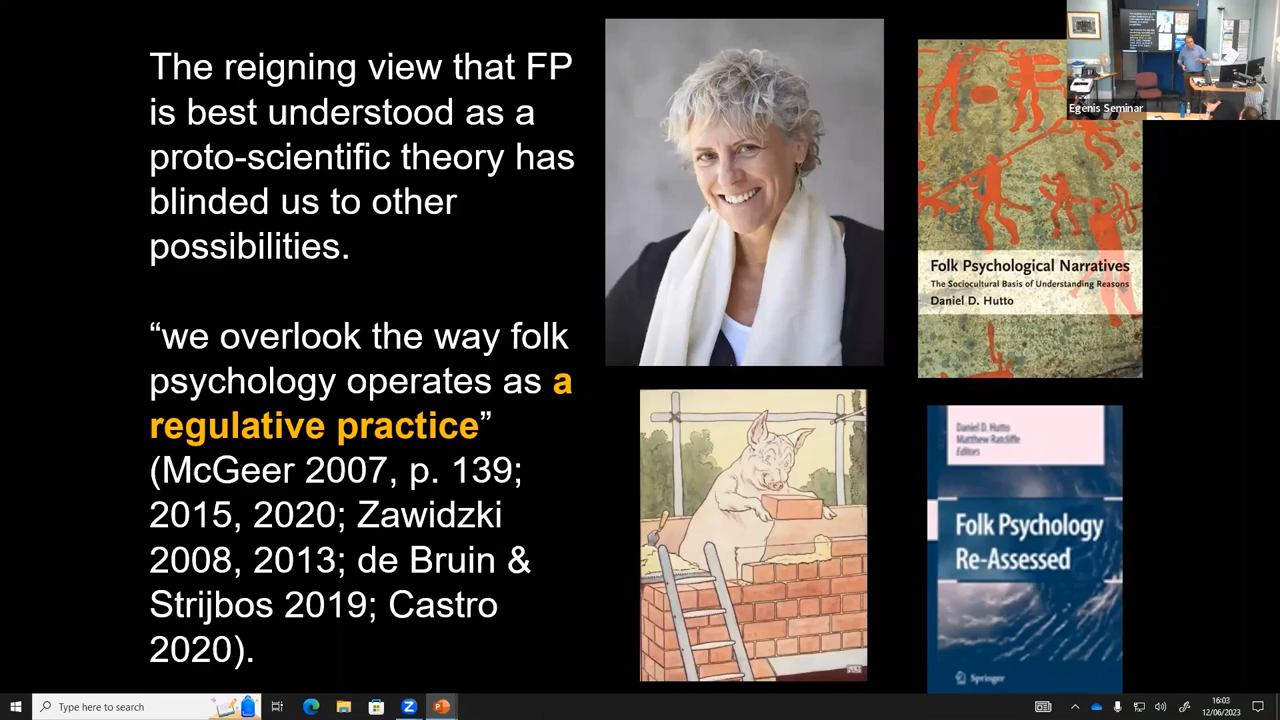 The reigning view that FP
is best understood as a
proto-scientific theory has
blinded us to other
possibilities.
“we overlook the way folk
psychology operates as a
regulative practice”
(McGeer 2007, p. 139;
2015, 2020; Zawidzki
2008, 2013; de Bruin &
Strijbos 2019; Castro
2020).
Folk Psychological Narratives
The Sociocultural Basis of Understanding Reasons
Daniel D. Hutto
Daniel D. Hutto
Matthew Ratcliffe
Editors
Folk Psychology
Re-Assessed
Springer
Egenis Seminar
Type here to search
16:03
12/06/2023